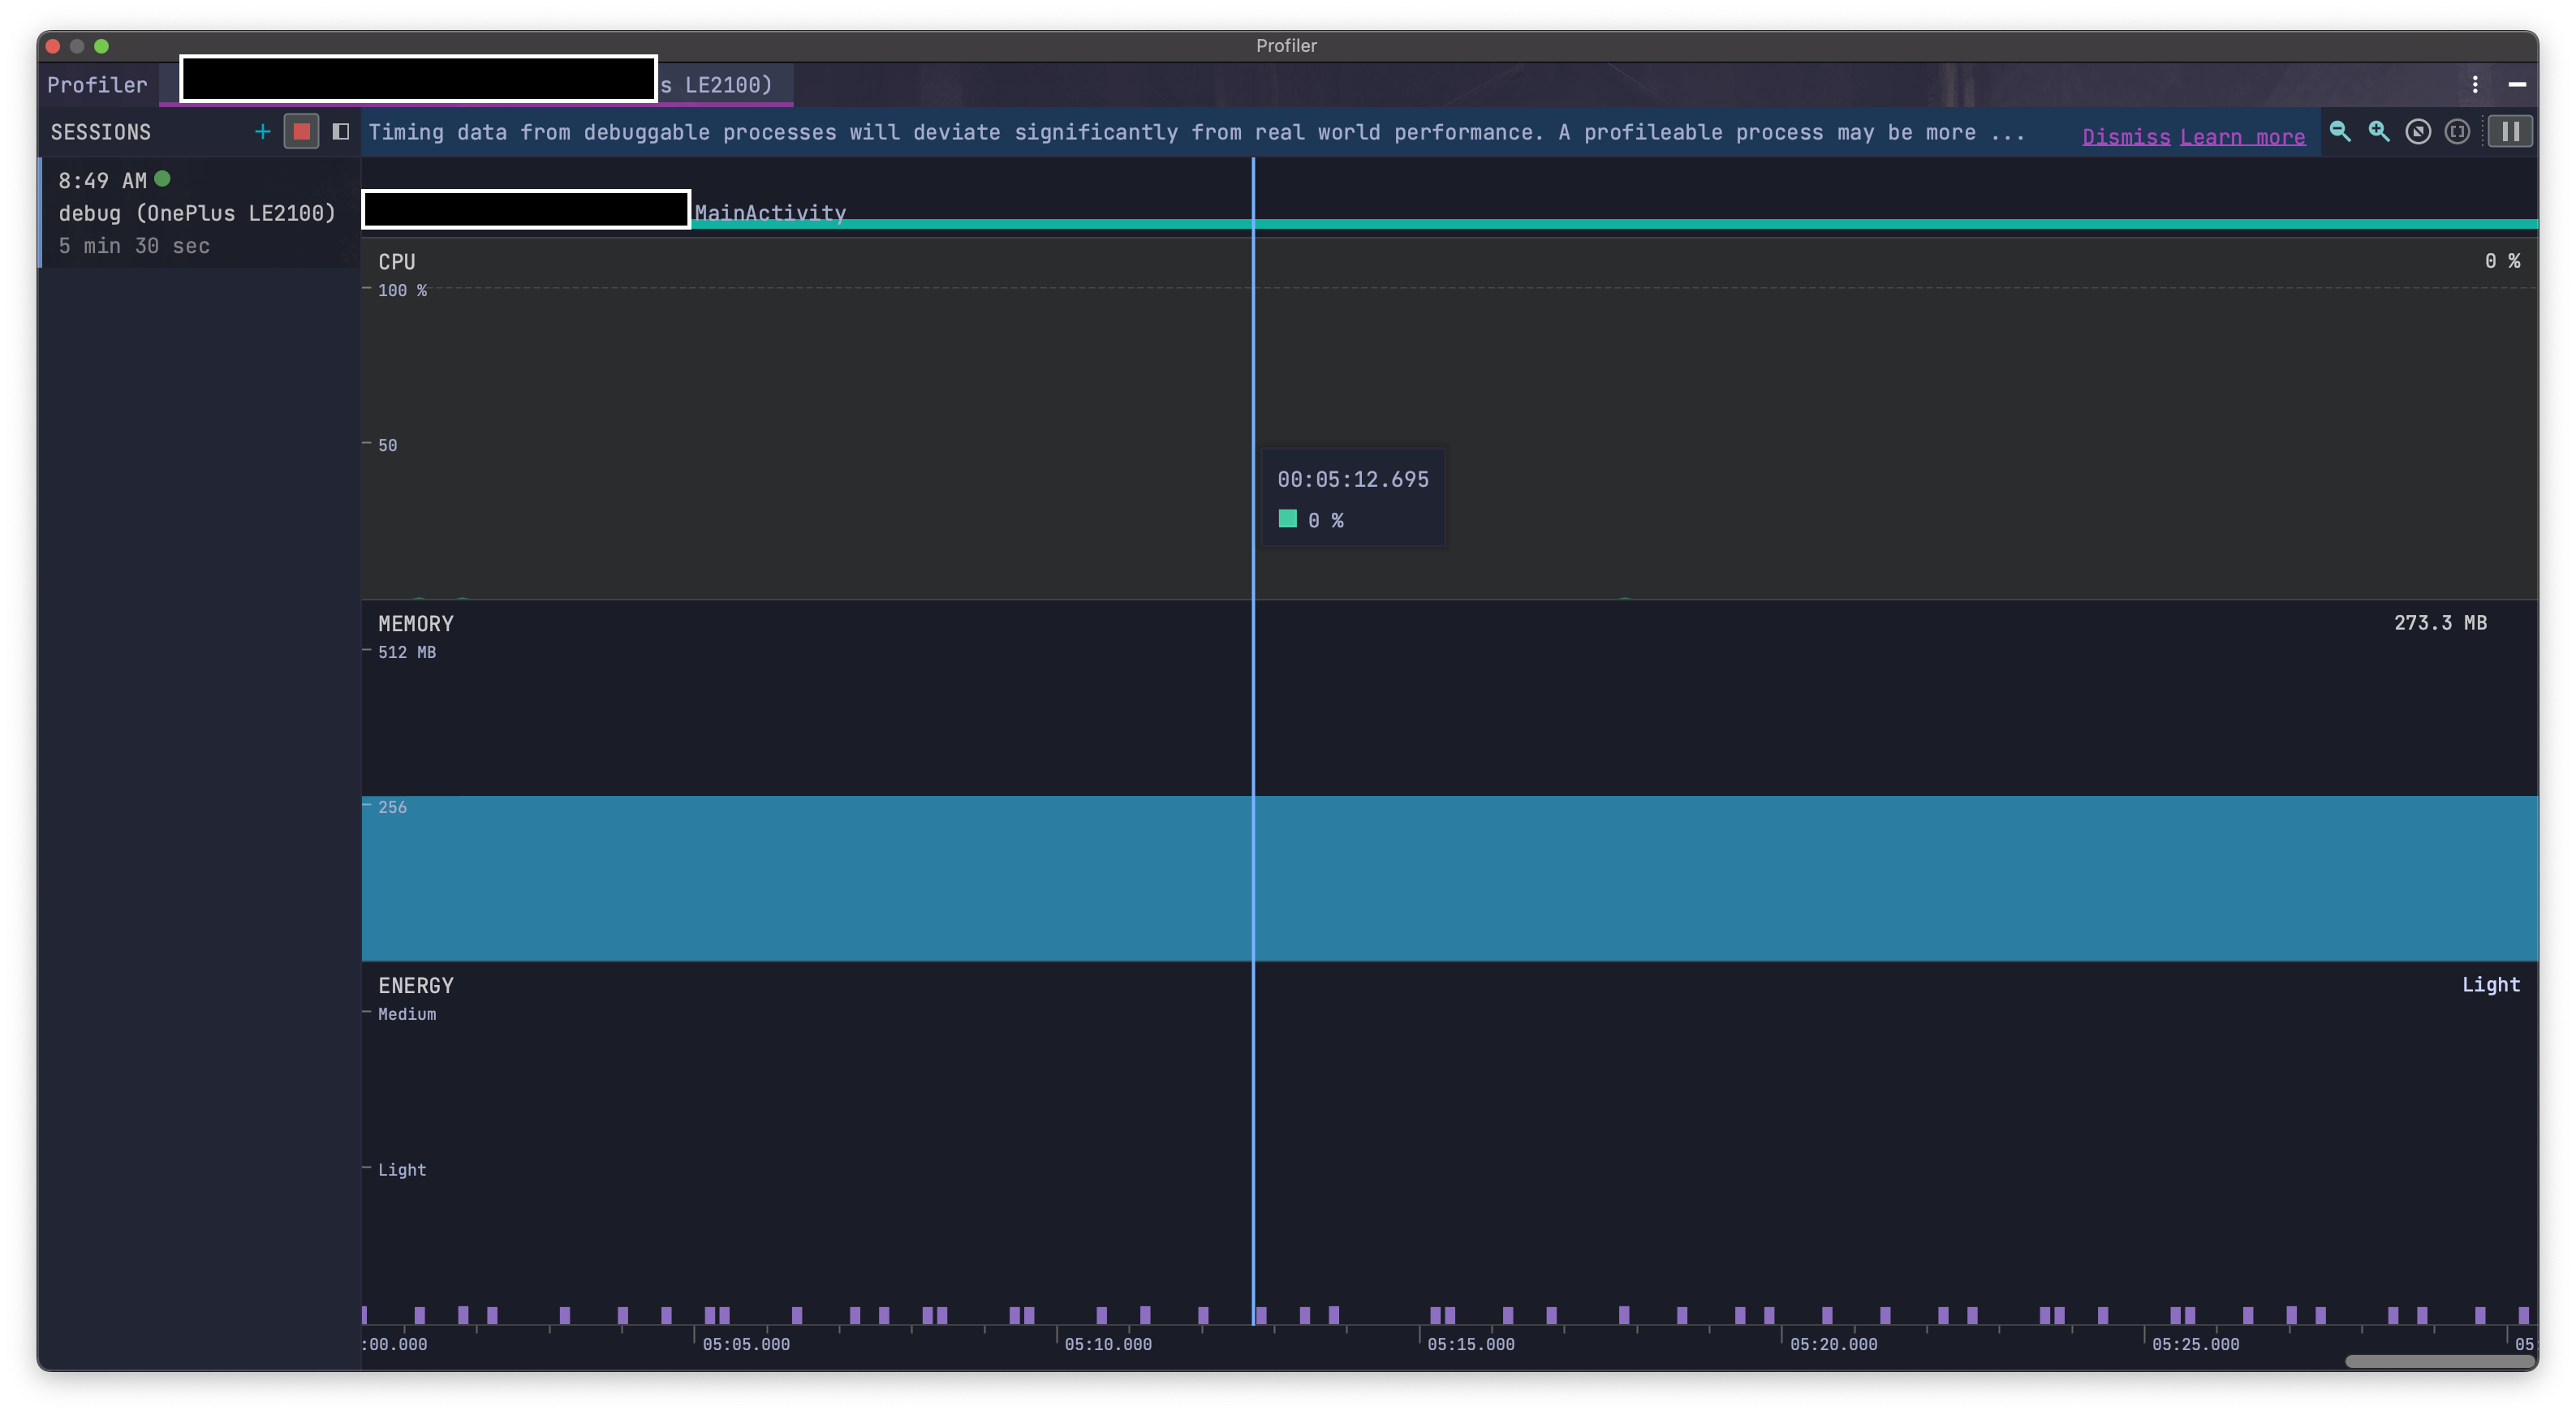 Profiler
Profiler
s LE2100)
SESSIONS
Timing data from debuggable processes will deviate significantly from real world performance. A profileable process may be more ...
Dismiss Learn more
8:49 AM
debug (OnePlus LE2100)
5 min 30 sec
MainActivity
CPU
0 %
100 %
50
00:05:12.695
0 %
MEMORY
273.3 MB
512 MB
256
ENERGY
Light
Medium
Light
:00.000
05:05.000
05:10.000
05:15.000
05:20.000
05:25.000
05: